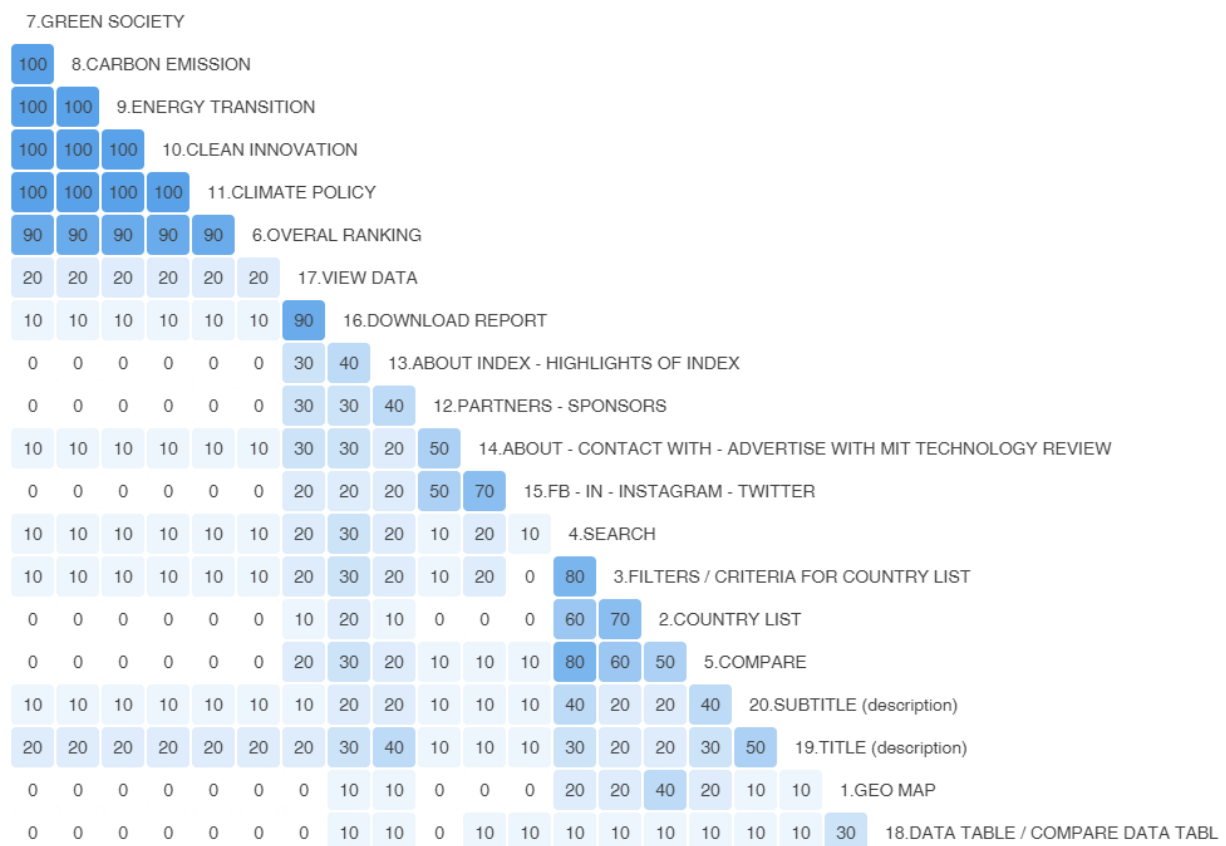 7.GREEN SOCIETY
100 8.CARBON EMISSION
100 100 9.ENERGY TRANSITION
100 100 100 10.CLEAN INNOVATION
100 100 100 100 11.CLIMATE POLICY
90 90 90 90 90 6.OVERAL RANKING
20 20 20 20 20 20 17.VIEW DATA
10 10 10 10 10 10 90 16.DOWNLOAD REPORT
0 0 0 0 0 0 30 40 13.ABOUT INDEX - HIGHLIGHTS OF INDEX
0 0 0 0 0 0 30 30 40 12.PARTNERS - SPONSORS
10 10 10 10 10 10 30 30 20 50 14.ABOUT - CONTACT WITH - ADVERTISE WITH MIT TECHNOLOGY REVIEW
0 0 0 0 0 0 20 20 20 50 70 15.FB - IN - INSTAGRAM - TWITTER
10 10 10 10 10 10 20 30 20 10 20 10 4.SEARCH
10 10 10 10 10 10 20 30 20 10 20 0 80 3.FILTERS / CRITERIA FOR COUNTRY LIST
0 0 0 0 0 0 10 20 10 0 0 0 60 70 2.COUNTRY LIST
0 0 0 0 0 0 20 30 20 10 10 10 80 60 50 5.COMPARE
10 10 10 10 10 10 10 20 20 10 10 10 40 20 20 40 20.SUBTITLE (description)
20 20 20 20 20 20 20 30 40 10 10 10 30 20 20 30 50 19.TITLE (description)
0 0 0 0 0 0 0 10 10 0 0 0 20 20 40 20 10 10 1.GEO MAP
0 0 0 0 0 0 0 10 10 0 10 10 10 10 10 10 10 10 30 18.DATA TABLE / COMPARE DATA TABL